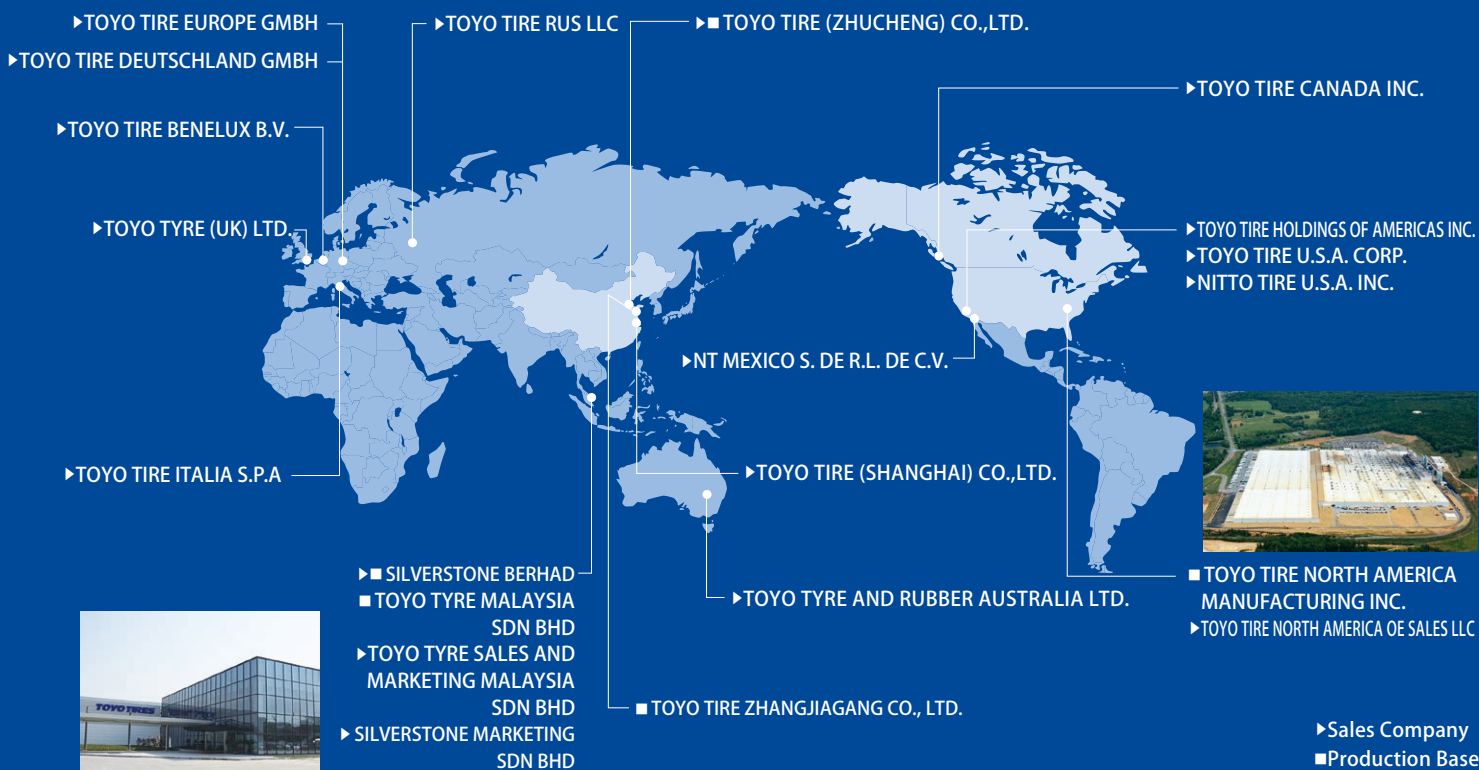 ▶TOYO TIRE EUROPE GMBH
▶TOYO TIRE DEUTSCHLAND GMBH
▶TOYO TIRE RUS LLC
▶■ TOYO TIRE (ZHUCHENG) CO.,LTD.
▶TOYO TIRE CANADA INC.
▶TOYO TIRE BENELUX B.V.
▶TOYO TYRE (UK) LTD.
▶TOYO TIRE HOLDINGS OF AMERICAS INC.
▶TOYO TIRE U.S.A. CORP.
▶NITTO TIRE U.S.A. INC.
▶NT MEXICO S. DE R.L. DE C.V.
▶TOYO TIRE ITALIA S.P.A
▶TOYO TIRE (SHANGHAI) CO.,LTD.
▶■ SILVERSTONE BERHAD
■ TOYO TYRE MALAYSIA
SDN BHD
▶TOYO TYRE SALES AND
MARKETING MALAYSIA
SDN BHD
▶ SILVERSTONE MARKETING
SDN BHD
▶TOYO TYRE AND RUBBER AUSTRALIA LTD.
■ TOYO TIRE NORTH AMERICA
MANUFACTURING INC.
▶TOYO TIRE NORTH AMERICA OE SALES LLC
■ TOYO TIRE ZHANGJIAGANG CO., LTD.
TOYO TIRES
▶Sales Company
■Production Base